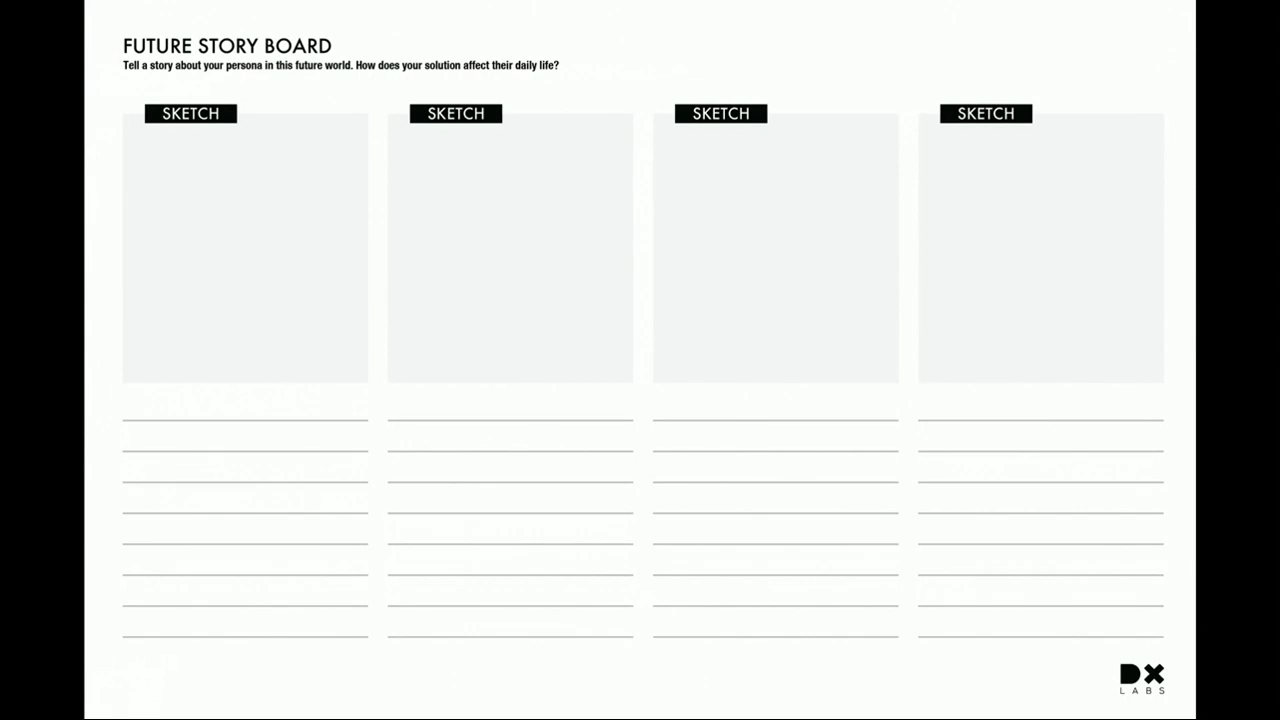 FUTURE STORY BOARD
Tell a story about your persona in this future world. How does your solution affect their daily life?
SKETCH
SKETCH
SKETCH
SKETCH
DX
LABS